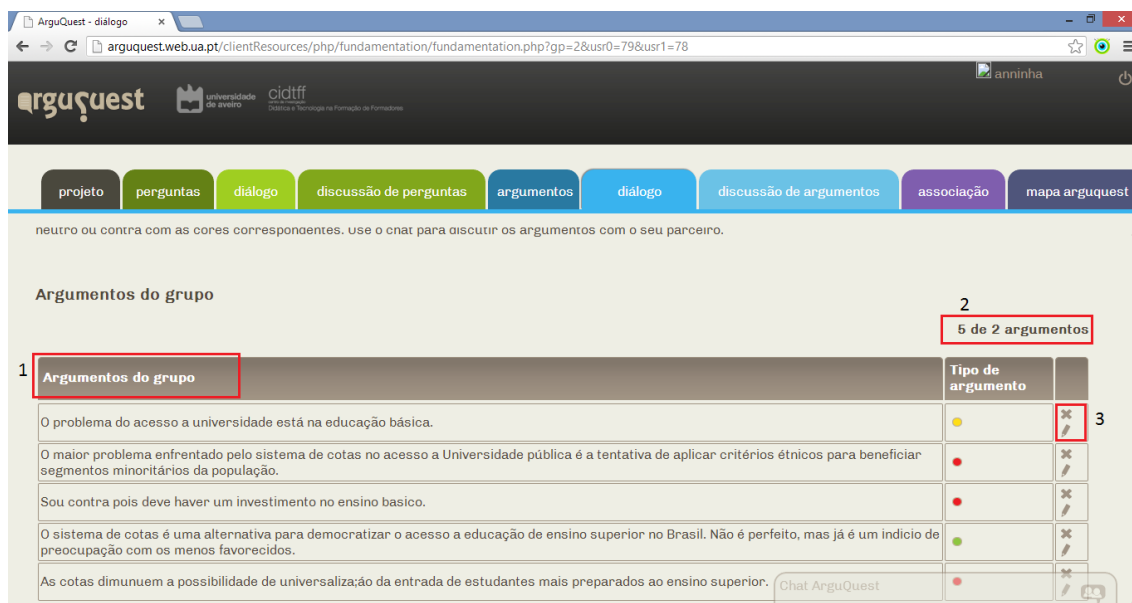 ArguQuest - diálogo
arguquest.web.ua.pt/clientResources/php/fundamentation/fundamentation.php?gp=2&usr0=79&usr1=78
anninha
arguquest
universidade de aveiro
cidtff
Didática e Tecnologia na Formação de Formadores
projeto perguntas diálogo discussão de perguntas argumentos diálogo discussão de argumentos associação mapa arguquest
neutro ou contra com as cores correspondentes. Use o chat para discutir os argumentos com o seu parceiro.
Argumentos do grupo
2
5 de 2 argumentos
1
Argumentos do grupo
Tipo de
argumento
O problema do acesso a universidade está na educação básica.
3
O maior problema enfrentado pelo sistema de cotas no acesso a Universidade pública é a tentativa de aplicar critérios étnicos para beneficiar
segmentos minoritários da população.
Sou contra pois deve haver um investimento no ensino basico.
O sistema de cotas é uma alternativa para democratizar o acesso a educação de ensino superior no Brasil. Não é perfeito, mas já é um indicio de
preocupação com os menos favorecidos.
As cotas dimunuem a possibilidade de universaliza;áo da entrada de estudantes mais preparados ao ensino superior.
Chat ArguQuest